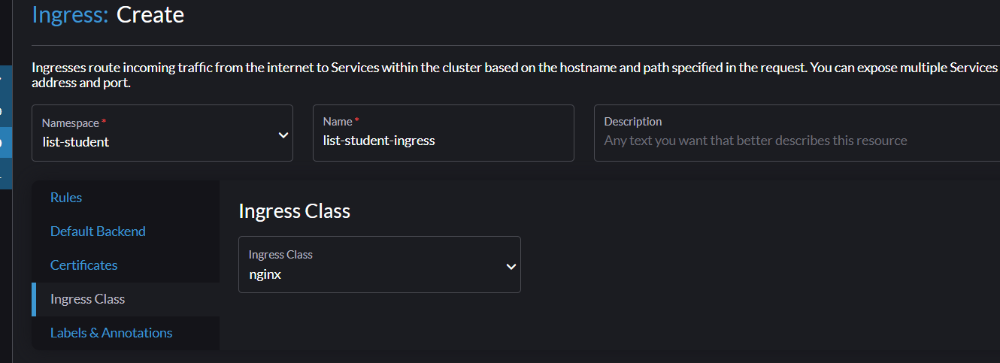 Ingress: Create
Ingresses route incoming traffic from the internet to Services within the cluster based on the hostname and path specified in the request. You can expose multiple Services
address and port.
Namespace *
list-student
Name *
list-student-ingress
Description
Any text you want that better describes this resource
Rules
Default Backend
Certificates
Ingress Class
Labels & Annotations
Ingress Class
Ingress Class
nginx